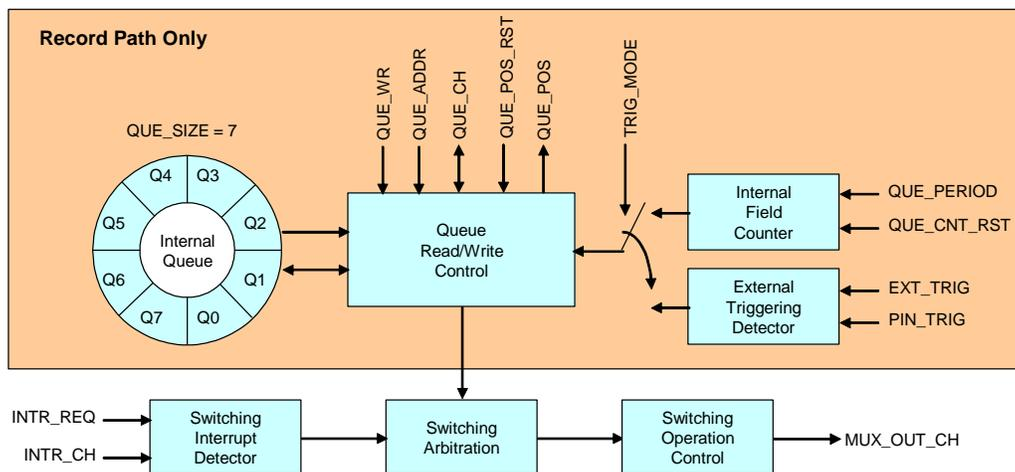 Record Path Only
QUE_WR
QUE_ADDR
QUE_CH
QUE_POS_RST
QUE_POS
TRIG_MODE
QUE_SIZE = 7
Q4
Q3
Q5
Q2
Q6
Q1
Q7
Q0
Internal
Queue
Queue
Read/Write
Control
Internal
Field
Counter
QUE_PERIOD
QUE_CNT_RST
External
Triggering
Detector
EXT_TRIG
PIN_TRIG
INTR_REQ
INTR_CH
Switching
Interrupt
Detector
Switching
Arbitration
Switching
Operation
Control
MUX_OUT_CH